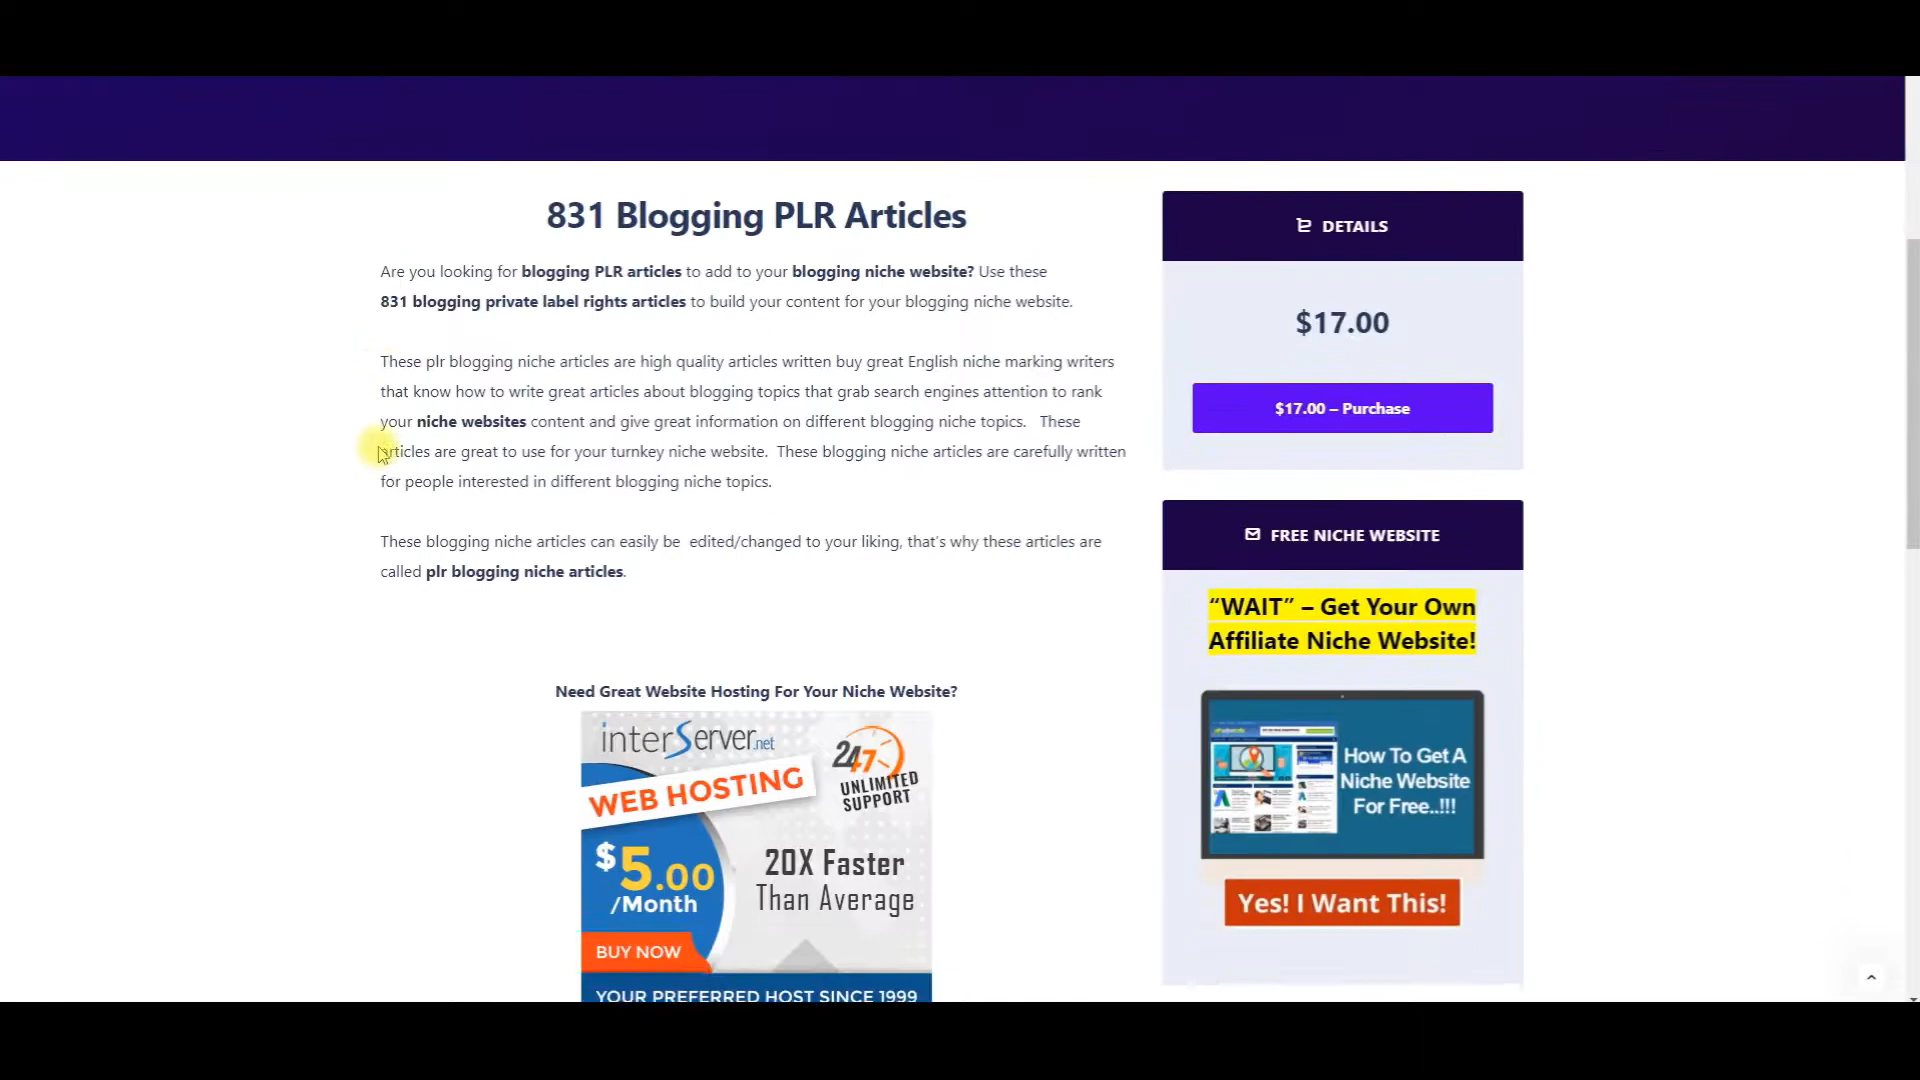 831 Blogging PLR Articles
Are you looking for blogging PLR articles to add to your blogging niche website? Use these
831 blogging private label rights articles to build your content for your blogging niche website.
These plr blogging niche articles are high quality articles written buy great English niche marking writers
that know how to write great articles about blogging topics that grab search engines attention to rank
your niche websites content and give great information on different blogging niche topics. These
articles are great to use for your turnkey niche website. These blogging niche articles are carefully written
for people interested in different blogging niche topics.
These blogging niche articles can easily be edited/changed to your liking, that's why these articles are
called plr blogging niche articles.
Need Great Website Hosting For Your Niche Website?
interServer.net
WEB HOSTING
24/7
UNLIMITED
SUPPORT
$5.00
/Month
20X Faster
Than Average
BUY NOW
YOUR PREFERRED HOST SINCE 1999
DETAILS
$17.00
$17.00 – Purchase
FREE NICHE WEBSITE
“WAIT” – Get Your Own
Affiliate Niche Website!
How To Get A
Niche Website
For Free..!!!
Yes! I Want This!